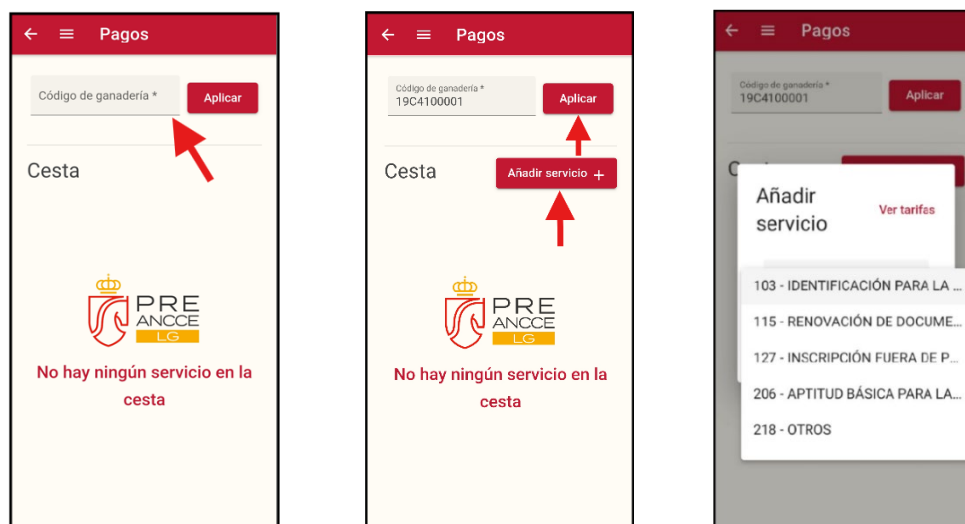 Pagos
Código de ganadería *
Aplicar
Cesta
PRE
ANCCE
LG
No hay ningún servicio en la
cesta
Pagos
Código de ganadería *
19C4100001
Aplicar
Cesta
Añadir servicio +
PRE
ANCCE
LG
No hay ningún servicio en la
cesta
Pagos
Código de ganadería *
19C4100001
Aplicar
Añadir
servicio
Ver tarifas
103 - IDENTIFICACIÓN PARA LA ...
115 - RENOVACIÓN DE DOCUME...
127 - INSCRIPCIÓN FUERA DE P...
206 - APTITUD BÁSICA PARA LA...
218 - OTROS